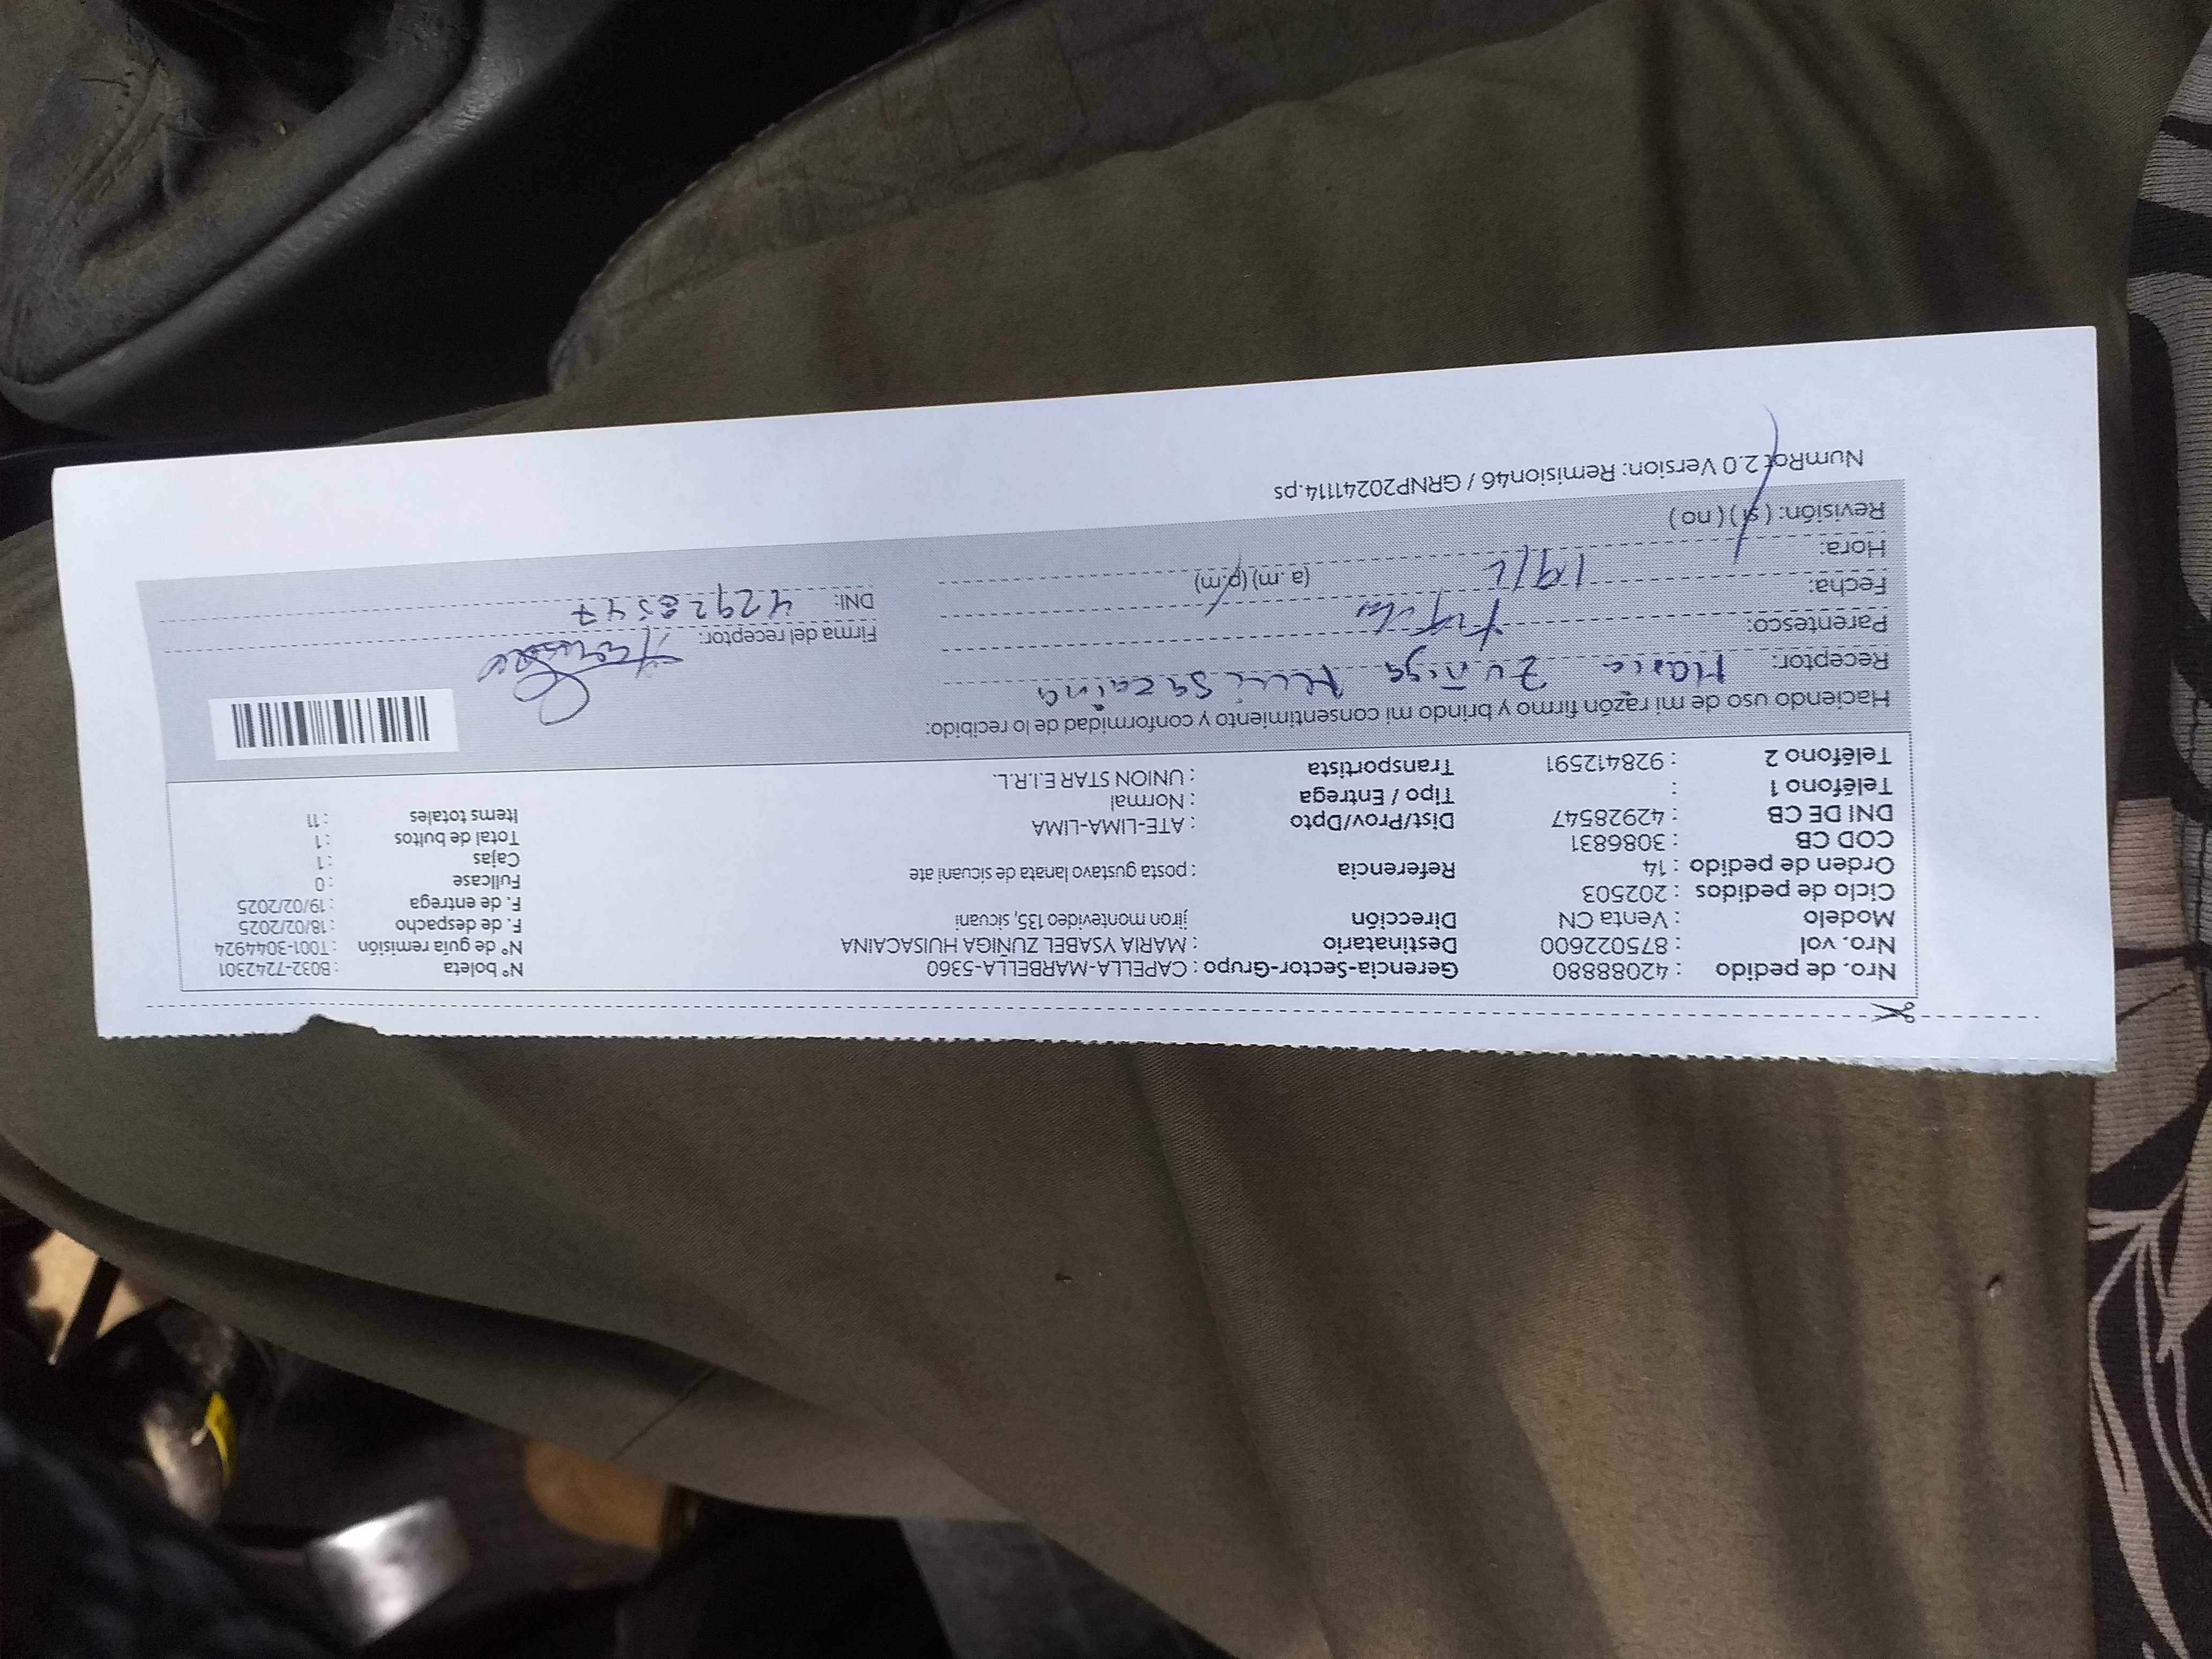 Nro. de pedido : 42088880 Gerencia-Sector-Grupo : CAPELLA-MARBELLA-5360 N° boleta : B032-7242301
Nro. vol : 875022600 Destinatario : MARIA YSABEL ZUÑIGA HUISACAINA N° de guía remisión : T001-3044924
Modelo : Venta CN Dirección jiron montevideo 135, sicuani F. de despacho : 18/02/2025
Ciclo de pedidos : 202503 F. de entrega : 19/02/2025
Orden de pedido : 14 Referencia : posta gustavo lanata de sicuani ate Fullcase : 0
COD CB : 3086831 Cajas : 1
DNI DE CB : 42928547 Dist/Prov/Dpto : ATE-LIMA-LIMA Total de bultos : 1
Teléfono 1 : Tipo / Entrega : Normal Items totales : 11
Teléfono 2 : 928412591 Transportista : UNION STAR E.I.R.L.
Haciendo uso de mi razón firmo y brindo mi consentimiento y conformidad de lo recibido:
Receptor: Maria Zuñiga
Parentesco: Firma del receptor:
Fecha: 19/2 DNI: 42928547
Hora: (a. m) (p.m)
Revisión: ( si ) ( no )
NumRot 2.0 Version: Remision46 / GRNP20241114.ps